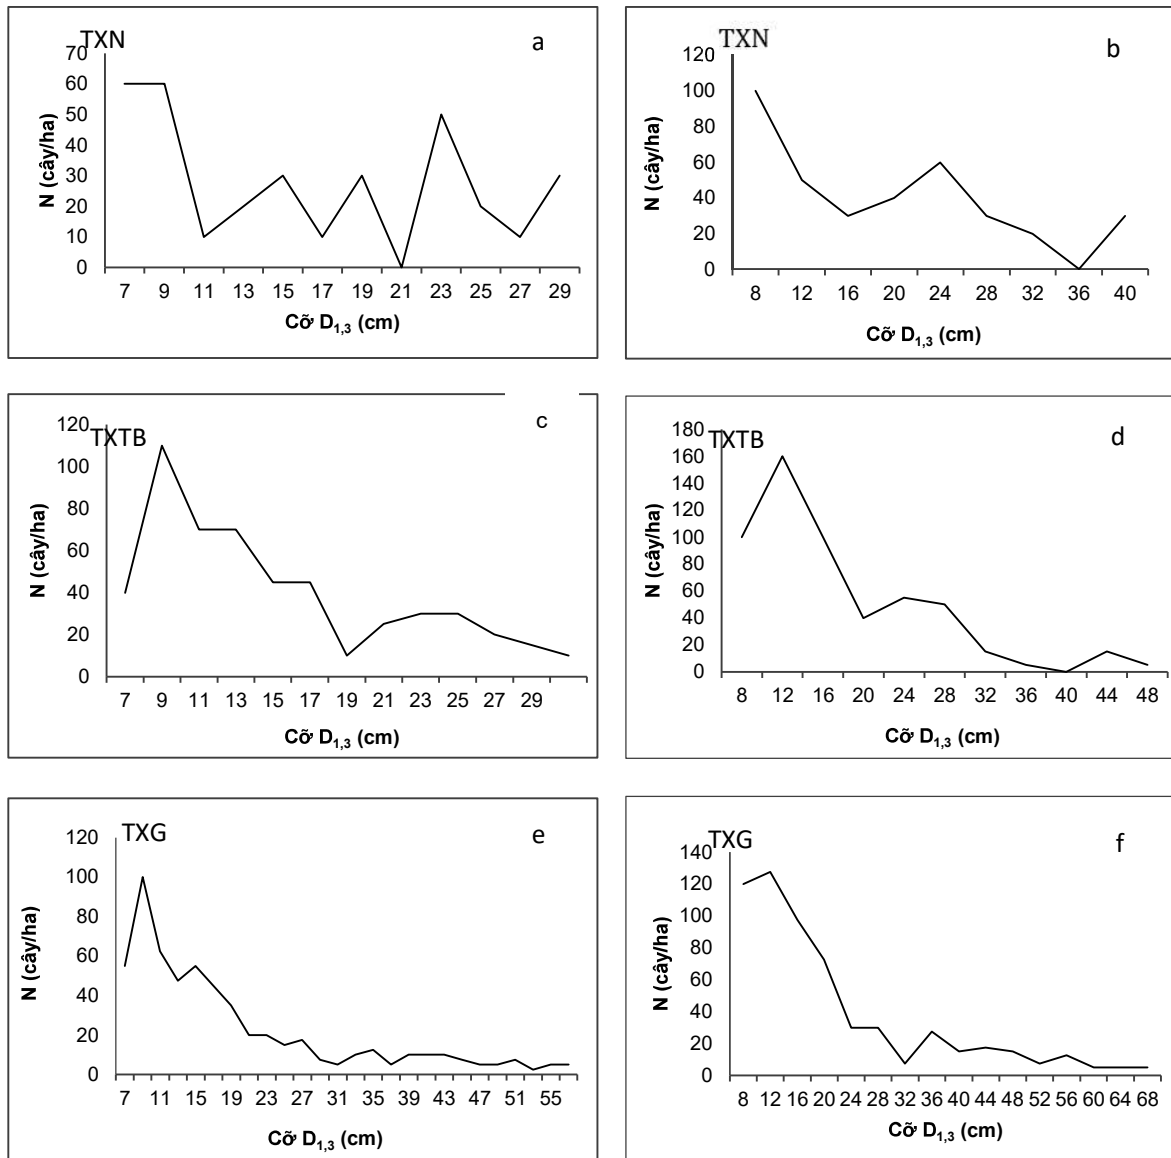 TXN
a
70
60
50
40
30
20
10
0
N (cây/ha)
7 9 11 13 15 17 19 21 23 25 27 29
Cỡ D1,3 (cm)
TXN
b
120
100
80
60
40
20
0
N (cây/ha)
8 12 16 20 24 28 32 36 40
Cỡ D1,3 (cm)
TXTB
c
120
100
80
60
40
20
0
N (cây/ha)
7 9 11 13 15 17 19 21 23 25 27 29
Cỡ D1,3 (cm)
TXTB
d
180
160
140
120
100
80
60
40
20
0
N (cây/ha)
8 12 16 20 24 28 32 36 40 44 48
Cỡ D1,3 (cm)
TXG
e
120
100
80
60
40
20
0
N (cây/ha)
7 11 15 19 23 27 31 35 39 43 47 51 55
Cỡ D1,3 (cm)
TXG
f
140
120
100
80
60
40
20
0
N (cây/ha)
8 12 16 20 24 28 32 36 40 44 48 52 56 60 64 68
Cỡ D1,3 (cm)